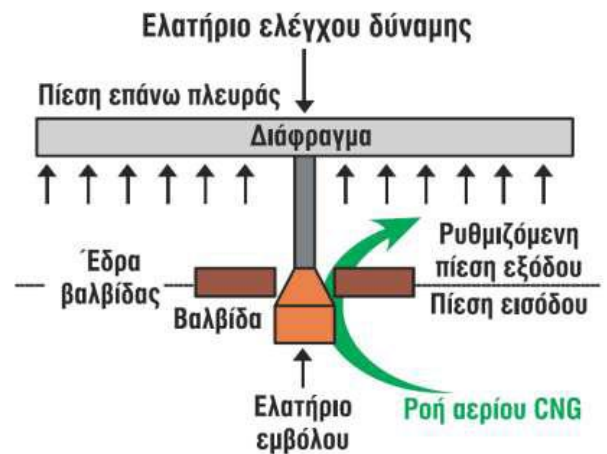 Ελατήριο ελέγχου δύναμης
Πίεση επάνω πλευράς
Διάφραγμα
Έδρα
βαλβίδας
Βαλβίδα
Ρυθμιζόμενη
πίεση εξόδου
Πίεση εισόδου
Ελατήριο
εμβόλου
Ροή αερίου CNG